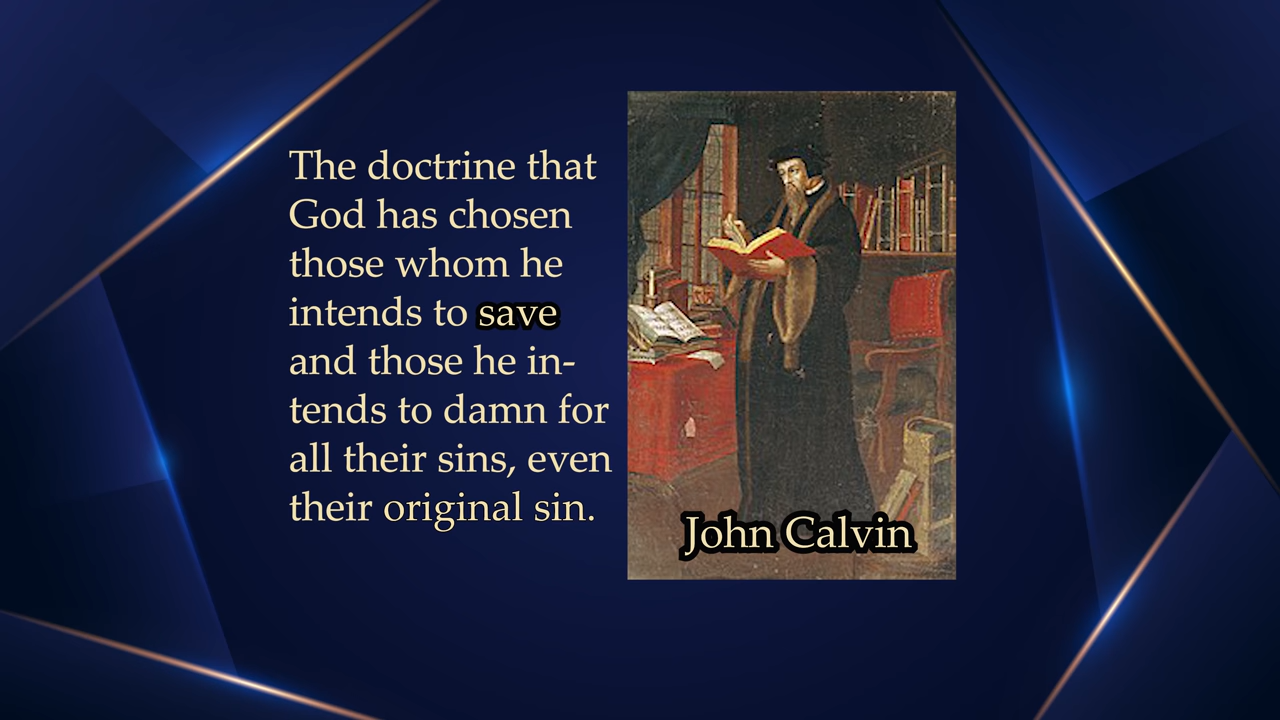 The doctrine that
God has chosen
those whom he
intends to save
and those he in-
tends to damn for
all their sins, even
their original sin.
John Calvin